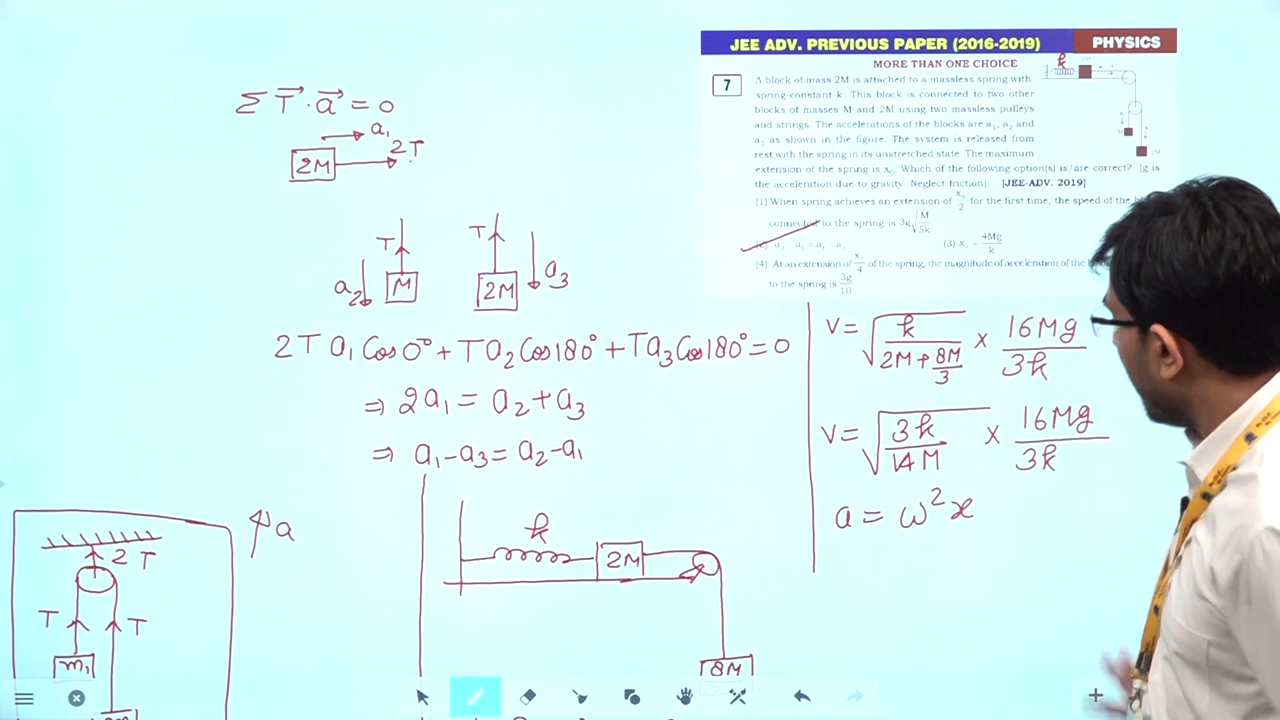 JEE ADV. PREVIOUS PAPER (2016-2019) PHYSICS
MORE THAN ONE CHOICE
7
A block of mass 2M is attached to a massless spring with
spring-constant k. This block is connected to two other
blocks of masses M and 2M using two massless pulleys
and strings. The accelerations of the blocks are a₁, a₂ and
a₃ as shown in the figure. The system is released from
rest with the spring in its unstretched state. The maximum
extension of the spring is x₀. Which of the following option(s) is/are correct? [g is
the acceleration due to gravity. Neglect friction] [JEE-ADV. 2019]
(1) When spring achieves an extension of x₀/2 for the first time, the speed of the
connected to the spring is 3g√(M/5k)
(3) x₀ = 4Mg/k
(4) At an extension of x₀/4 of the spring, the magnitude of acceleration of the
to the spring is 3g/10
k
Σ T⃗ · a⃗ = 0
a₁
2M 2T
T T
a₂ M 2M a₃
2T a₁ Cos0° + Ta₂ Cos180° + Ta₃ Cos180° = 0
⇒ 2a₁ = a₂ + a₃
⇒ a₁ - a₃ = a₂ - a₁
V = √(k/(2M + 8M/3)) × 16Mg/3k
V = √(3k/14M) × 16Mg/3k
a = ω²x
a
2T
T T
m₁
k
2M
8M